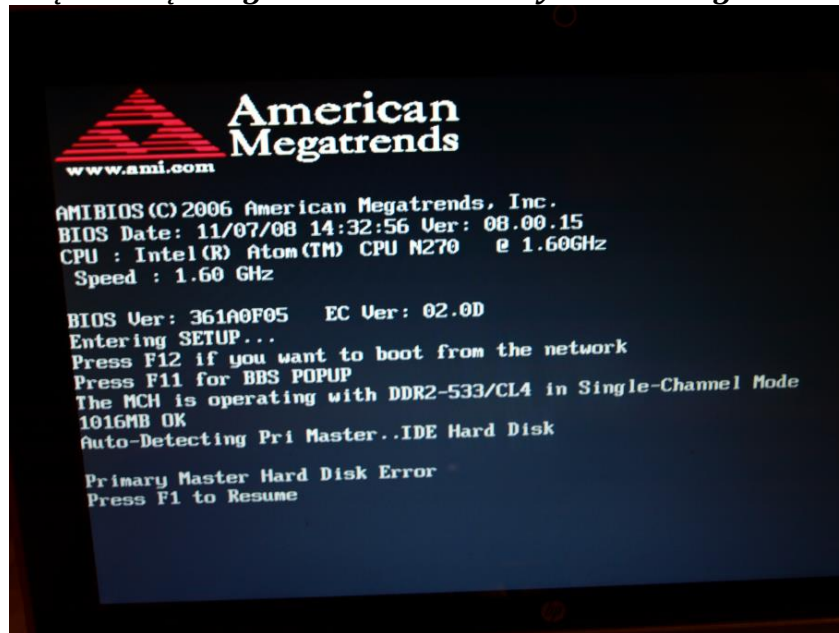 American
Megatrends
www.ami.com
AMIBIOS(C)2006 American Megatrends, Inc.
BIOS Date: 11/07/08 14:32:56 Ver: 08.00.15
CPU : Intel(R) Atom(TM) CPU N270 @ 1.60GHz
Speed : 1.60 GHz
BIOS Ver: 361A0F05 EC Ver: 02.0D
Entering SETUP...
Press F12 if you want to boot from the network
Press F11 for BBS POPUP
The MCH is operating with DDR2-533/CL4 in Single-Channel Mode
1016MB OK
Auto-Detecting Pri Master..IDE Hard Disk
Primary Master Hard Disk Error
Press F1 to Resume